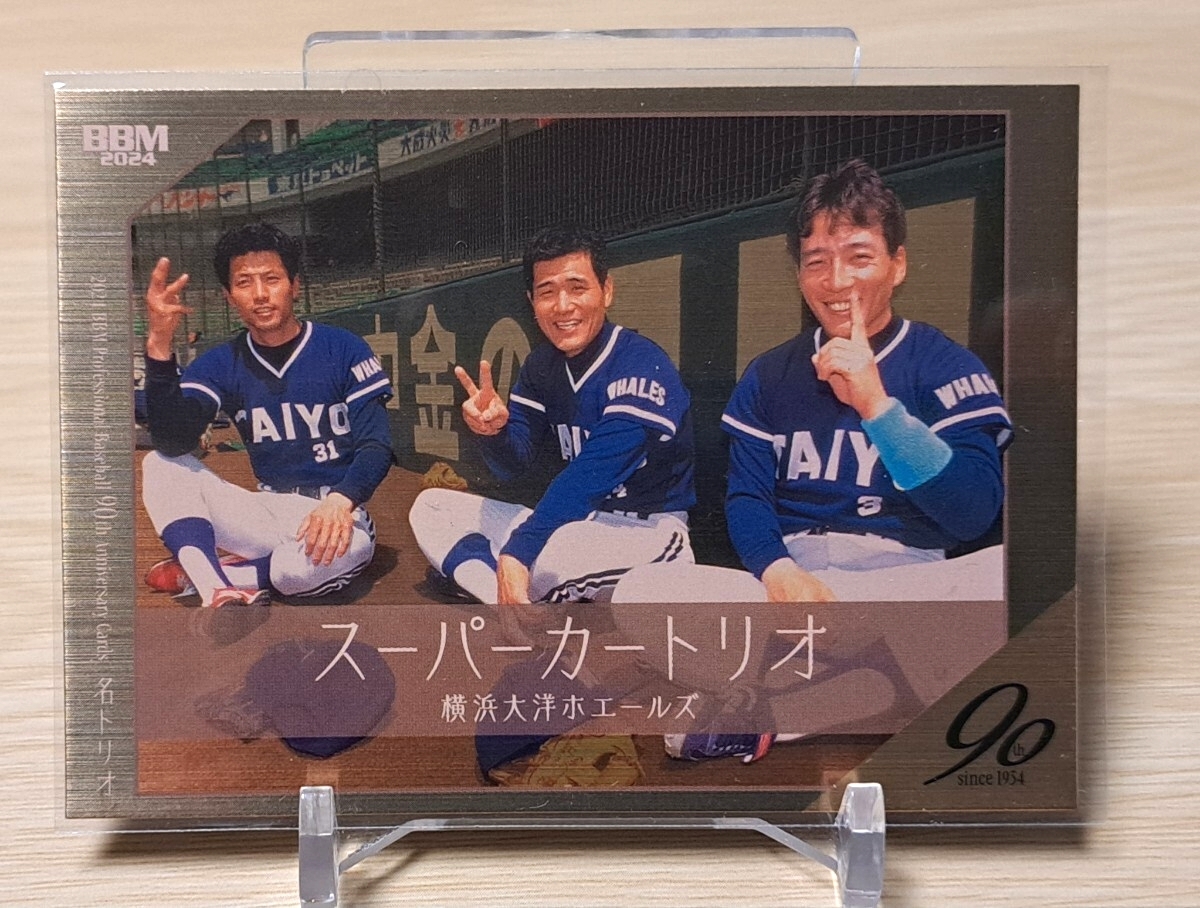 BBM
2024
2024 BBM Professional Baseball 90th Anniversary Cards 名トリオ
TAIYO
31
WHALES
TAIYO
3
金の
スーパーカートリオ
横浜大洋ホエールズ
90th
since 1954